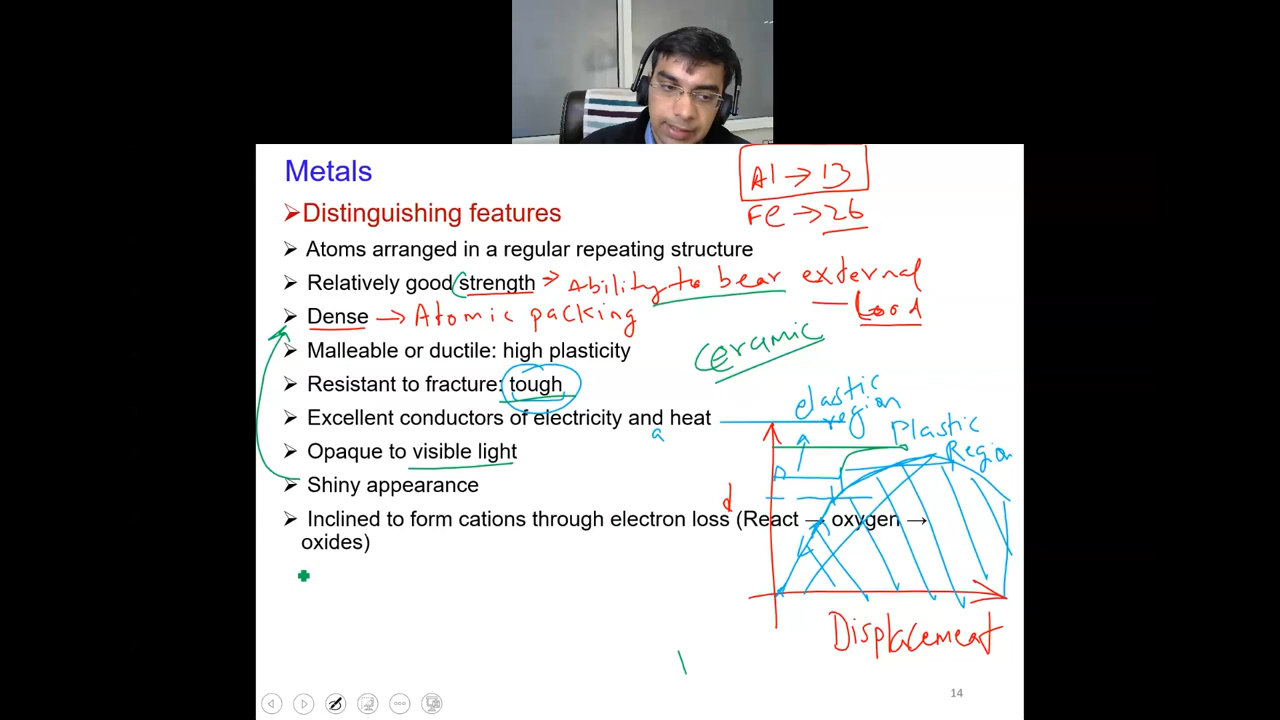 Metals
Al → 13
Fe → 26
➢Distinguishing features
➢ Atoms arranged in a regular repeating structure
➢ Relatively good strength → Ability to bear external
— Load
➢ Dense → Atomic packing
Ceramic
➢ Malleable or ductile: high plasticity
➢ Resistant to fracture: tough
elastic
region
➢ Excellent conductors of electricity and heat
a
Plastic
Region
➢ Opaque to visible light
➢ Shiny appearance
d
➢ Inclined to form cations through electron loss (React → oxygen →
oxides)
Displacement
14